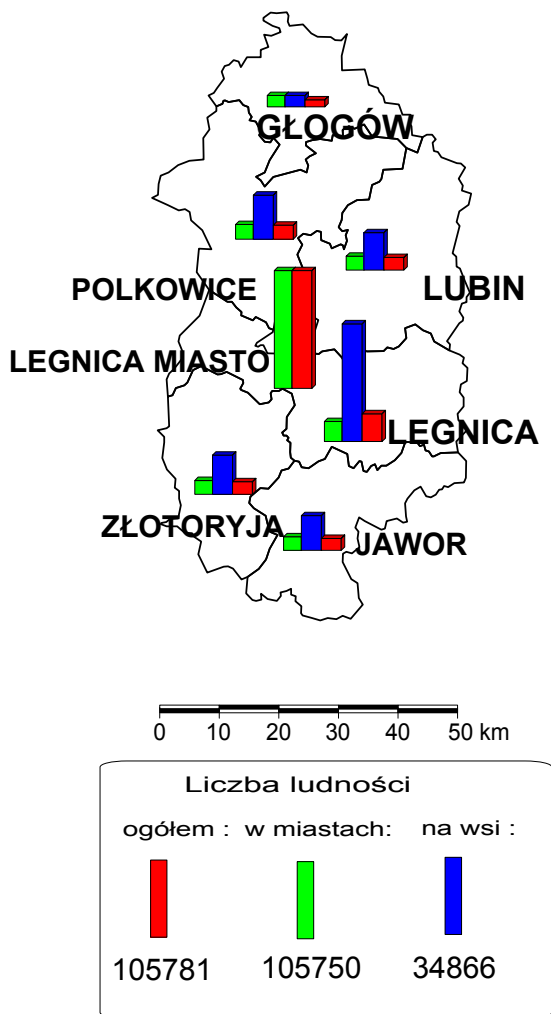 GŁOGÓW
POLKOWICE
LUBIN
LEGNICA MIASTO
LEGNICA
ZŁOTORYJA
JAWOR
0 10 20 30 40 50 km
Liczba ludności
ogółem : w miastach: na wsi :
105781 105750 34866